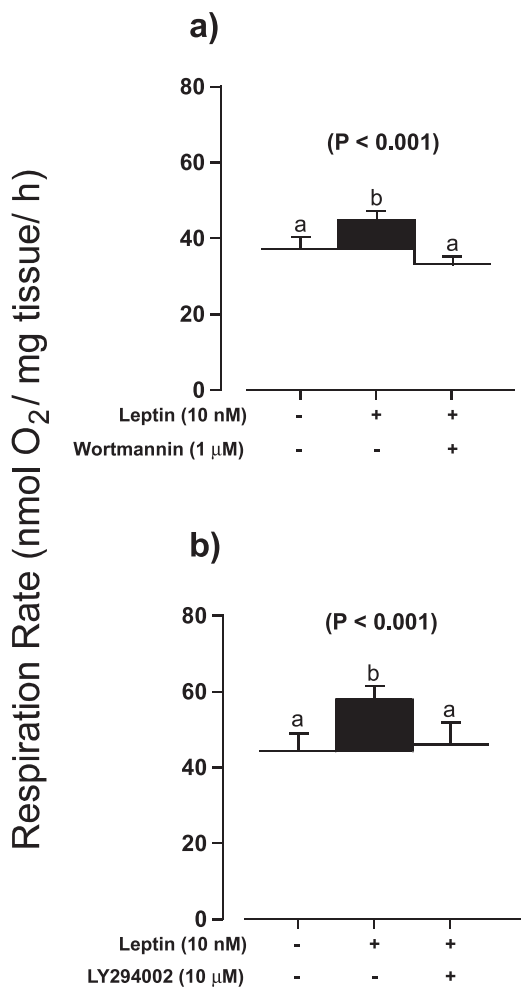 Respiration Rate (nmol O2/ mg tissue/ h)
a)
80
(P < 0.001)
60
b
a
a
40
20
0
Leptin (10 nM) - + +
Wortmannin (1 μM) - - +
b)
80
(P < 0.001)
b
60
a
a
40
20
0
Leptin (10 nM) - + +
LY294002 (10 μM) - - +